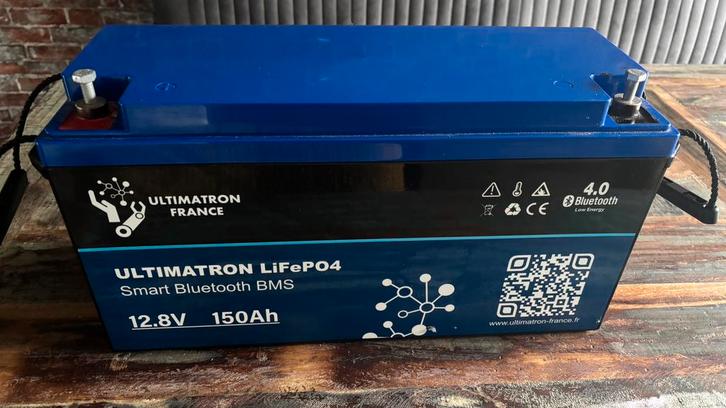 ULTIMATRON
FRANCE
4.0
Bluetooth
Low Energy
CE
ULTIMATRON LiFePO4
Smart Bluetooth BMS
12.8V 150Ah
www.ultimatron-france.fr